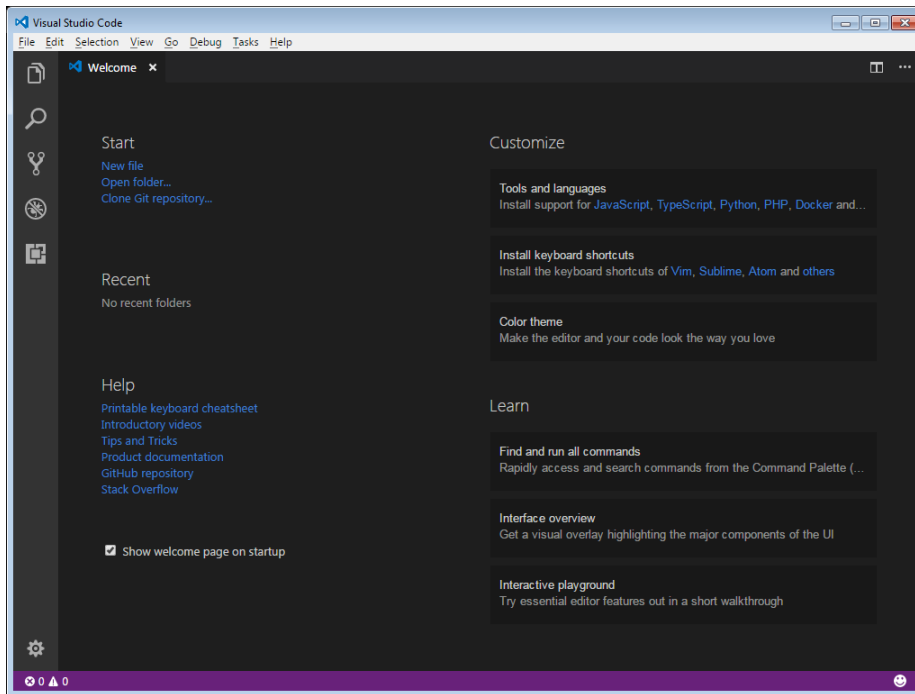 Visual Studio Code
File Edit Selection View Go Debug Tasks Help
Welcome
Start
New file
Open folder...
Clone Git repository...
Recent
No recent folders
Help
Printable keyboard cheatsheet
Introductory videos
Tips and Tricks
Product documentation
GitHub repository
Stack Overflow
Show welcome page on startup
Customize
Tools and languages
Install support for JavaScript, TypeScript, Python, PHP, Docker and...
Install keyboard shortcuts
Install the keyboard shortcuts of Vim, Sublime, Atom and others
Color theme
Make the editor and your code look the way you love
Learn
Find and run all commands
Rapidly access and search commands from the Command Palette (...
Interface overview
Get a visual overlay highlighting the major components of the UI
Interactive playground
Try essential editor features out in a short walkthrough
0 0